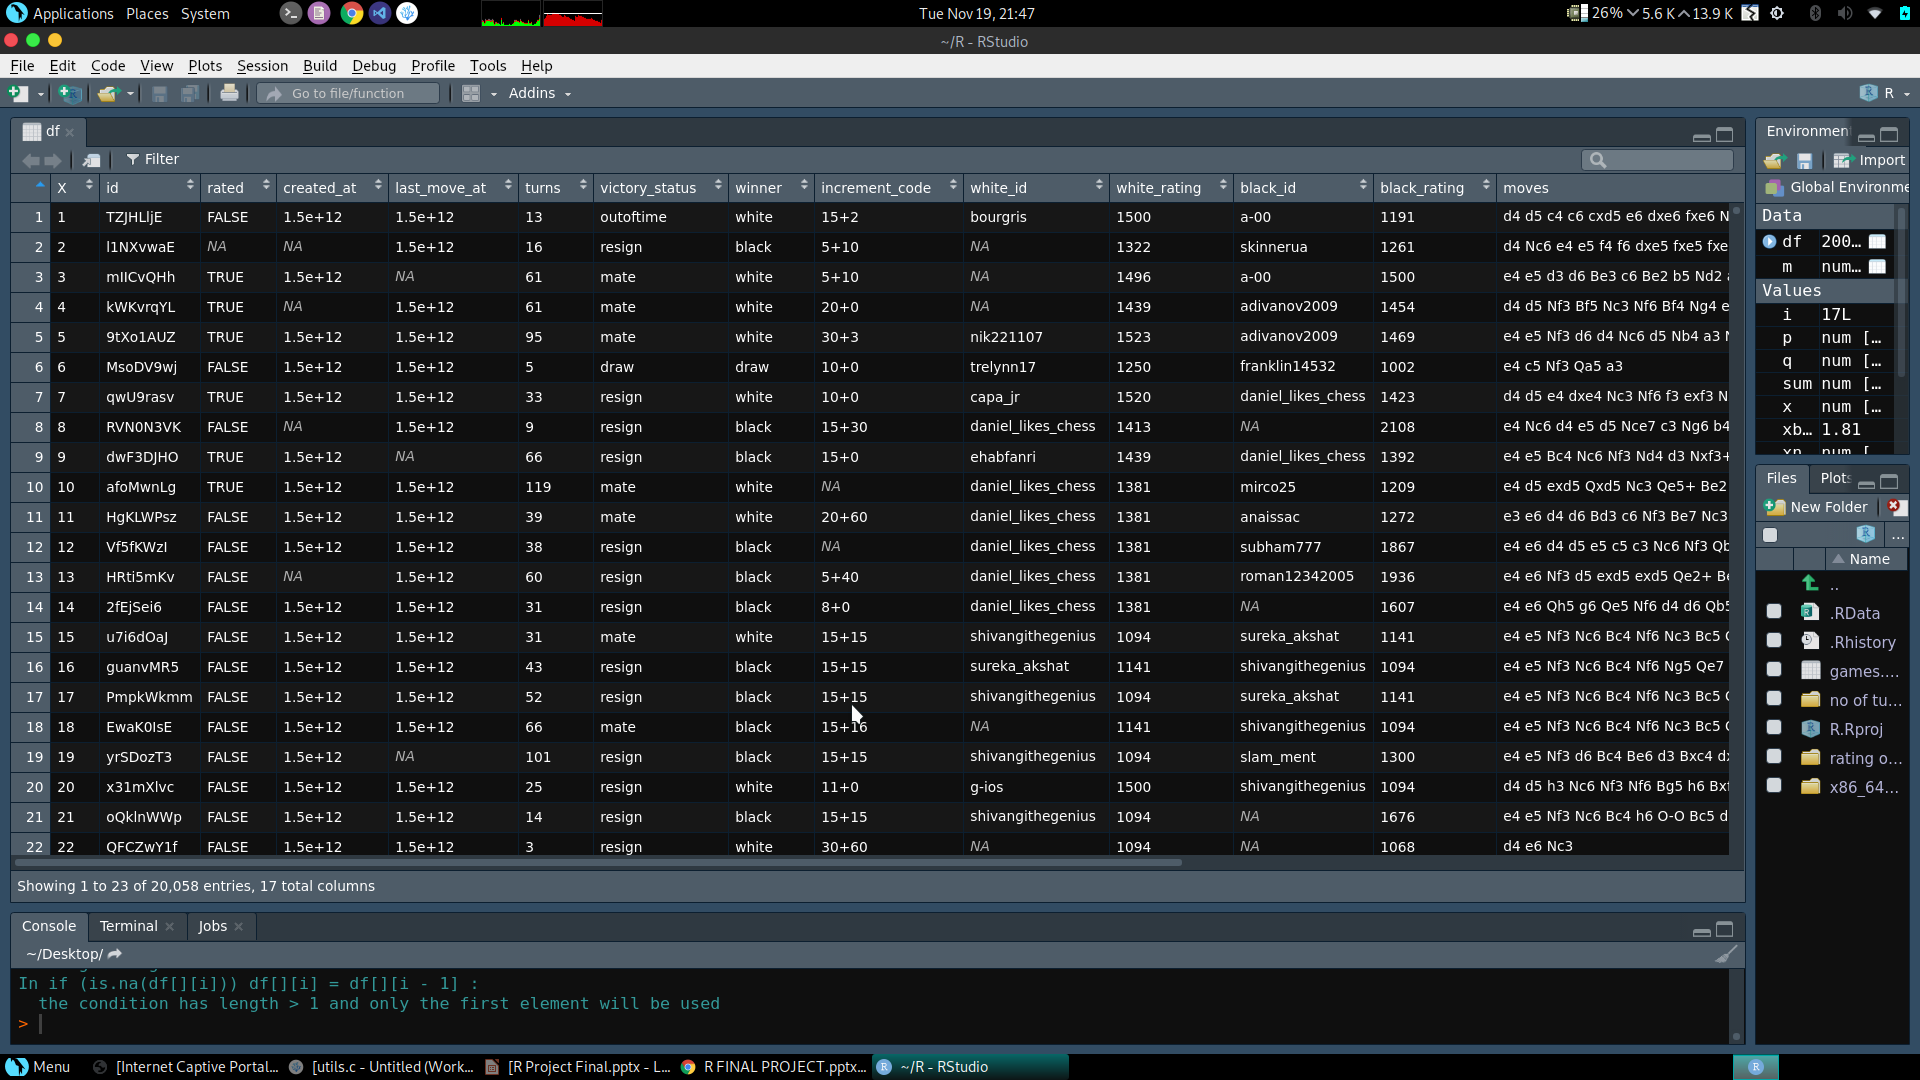 Applications Places System Tue Nov 19, 21:47 26% 5.6 K 13.9 K
~/R - RStudio
File Edit Code View Plots Session Build Debug Profile Tools Help
Go to file/function Addins R
df
Filter
X id rated created_at last_move_at turns victory_status winner increment_code white_id white_rating black_id black_rating moves
1 1 TZJHLljE FALSE 1.5e+12 1.5e+12 13 outoftime white 15+2 bourgris 1500 a-00 1191 d4 d5 c4 c6 cxd5 e6 dxe6 fxe6 N
2 2 l1NXvwaE NA NA 1.5e+12 16 resign black 5+10 NA 1322 skinnerua 1261 d4 Nc6 e4 e5 f4 f6 dxe5 fxe5 fxe
3 3 mIICvQHh TRUE 1.5e+12 NA 61 mate white 5+10 NA 1496 a-00 1500 e4 e5 d3 d6 Be3 c6 Be2 b5 Nd2
4 4 kWKvrqYL TRUE NA 1.5e+12 61 mate white 20+0 NA 1439 adivanov2009 1454 d4 d5 Nf3 Bf5 Nc3 Nf6 Bf4 Ng4 e
5 5 9tXo1AUZ TRUE 1.5e+12 1.5e+12 95 mate white 30+3 nik221107 1523 adivanov2009 1469 e4 e5 Nf3 d6 d4 Nc6 d5 Nb4 a3
6 6 MsoDV9wj FALSE 1.5e+12 1.5e+12 5 draw draw 10+0 trelynn17 1250 franklin14532 1002 e4 c5 Nf3 Qa5 a3
7 7 qwU9rasv TRUE 1.5e+12 1.5e+12 33 resign white 10+0 capa_jr 1520 daniel_likes_chess 1423 d4 d5 e4 dxe4 Nc3 Nf6 f3 exf3 N
8 8 RVN0N3VK FALSE NA 1.5e+12 9 resign black 15+30 daniel_likes_chess 1413 NA 2108 e4 Nc6 d4 e5 d5 Nce7 c3 Ng6 b4
9 9 dwF3DJHO TRUE 1.5e+12 NA 66 resign black 15+0 ehabfanri 1439 daniel_likes_chess 1392 e4 e5 Bc4 Nc6 Nf3 Nd4 d3 Nxf3+
10 10 afoMwnLg TRUE 1.5e+12 1.5e+12 119 mate white NA daniel_likes_chess 1381 mirco25 1209 e4 d5 exd5 Qxd5 Nc3 Qe5+ Be2
11 11 HgKLWPsz FALSE 1.5e+12 1.5e+12 39 mate white 20+60 daniel_likes_chess 1381 anaissac 1272 e3 e6 d4 d6 Bd3 c6 Nf3 Be7 Nc3
12 12 Vf5fKWzI FALSE 1.5e+12 1.5e+12 38 resign black NA daniel_likes_chess 1381 subham777 1867 e4 e6 d4 d5 e5 c5 c3 Nc6 Nf3 Qb
13 13 HRti5mKv FALSE NA 1.5e+12 60 resign black 5+40 daniel_likes_chess 1381 roman12342005 1936 e4 e6 Nf3 d5 exd5 exd5 Qe2+ Be
14 14 2fEjSei6 FALSE 1.5e+12 1.5e+12 31 resign black 8+0 daniel_likes_chess 1381 NA 1607 e4 e6 Qh5 g6 Qe5 Nf6 d4 d6 Qb5
15 15 u7i6dOaJ FALSE 1.5e+12 1.5e+12 31 mate white 15+15 shivangithegenius 1094 sureka_akshat 1141 e4 e5 Nf3 Nc6 Bc4 Nf6 Nc3 Bc5
16 16 guanvMR5 FALSE 1.5e+12 1.5e+12 43 resign black 15+15 sureka_akshat 1141 shivangithegenius 1094 e4 e5 Nf3 Nc6 Bc4 Nf6 Ng5 Qe7
17 17 PmpkWkmm FALSE 1.5e+12 1.5e+12 52 resign black 15+15 shivangithegenius 1094 sureka_akshat 1141 e4 e5 Nf3 Nc6 Bc4 Nf6 Nc3 Bc5
18 18 EwaK0IsE FALSE 1.5e+12 1.5e+12 66 mate black 15+16 NA 1141 shivangithegenius 1094 e4 e5 Nf3 Nc6 Bc4 Nf6 Nc3 Bc5
19 19 yrSDozT3 FALSE 1.5e+12 NA 101 resign black 15+15 shivangithegenius 1094 slam_ment 1300 e4 e5 Nf3 d6 Bc4 Be6 d3 Bxc4 dx
20 20 x31mXlvc FALSE 1.5e+12 1.5e+12 25 resign white 11+0 g-ios 1500 shivangithegenius 1094 d4 d5 h3 Nc6 Nf3 Nf6 Bg5 h6 Bxf
21 21 oQklnWWp FALSE 1.5e+12 1.5e+12 14 resign black 15+15 shivangithegenius 1094 NA 1676 e4 e5 Nf3 Nc6 Bc4 h6 O-O Bc5 d
22 22 QFCZwY1f FALSE 1.5e+12 1.5e+12 3 resign white 30+60 NA 1094 NA 1068 d4 e6 Nc3
Showing 1 to 23 of 20,058 entries, 17 total columns
Console Terminal Jobs
~/Desktop/
In if (is.na(df[][i])) df[][i] = df[][i - 1] :
the condition has length > 1 and only the first element will be used
>
Environmen
Import
Global Environme
Data
df 200…
m num…
Values
i 17L
p num […
q num […
sum num […
x num […
xb… 1.81
Files Plots
New Folder
...
Name
..
.RData
.Rhistory
games.…
no of tu…
R.Rproj
rating o…
x86_64…
Menu [Internet Captive Portal... [utils.c - Untitled (Work... [R Project Final.pptx - L... R FINAL PROJECT.pptx... ~/R - RStudio